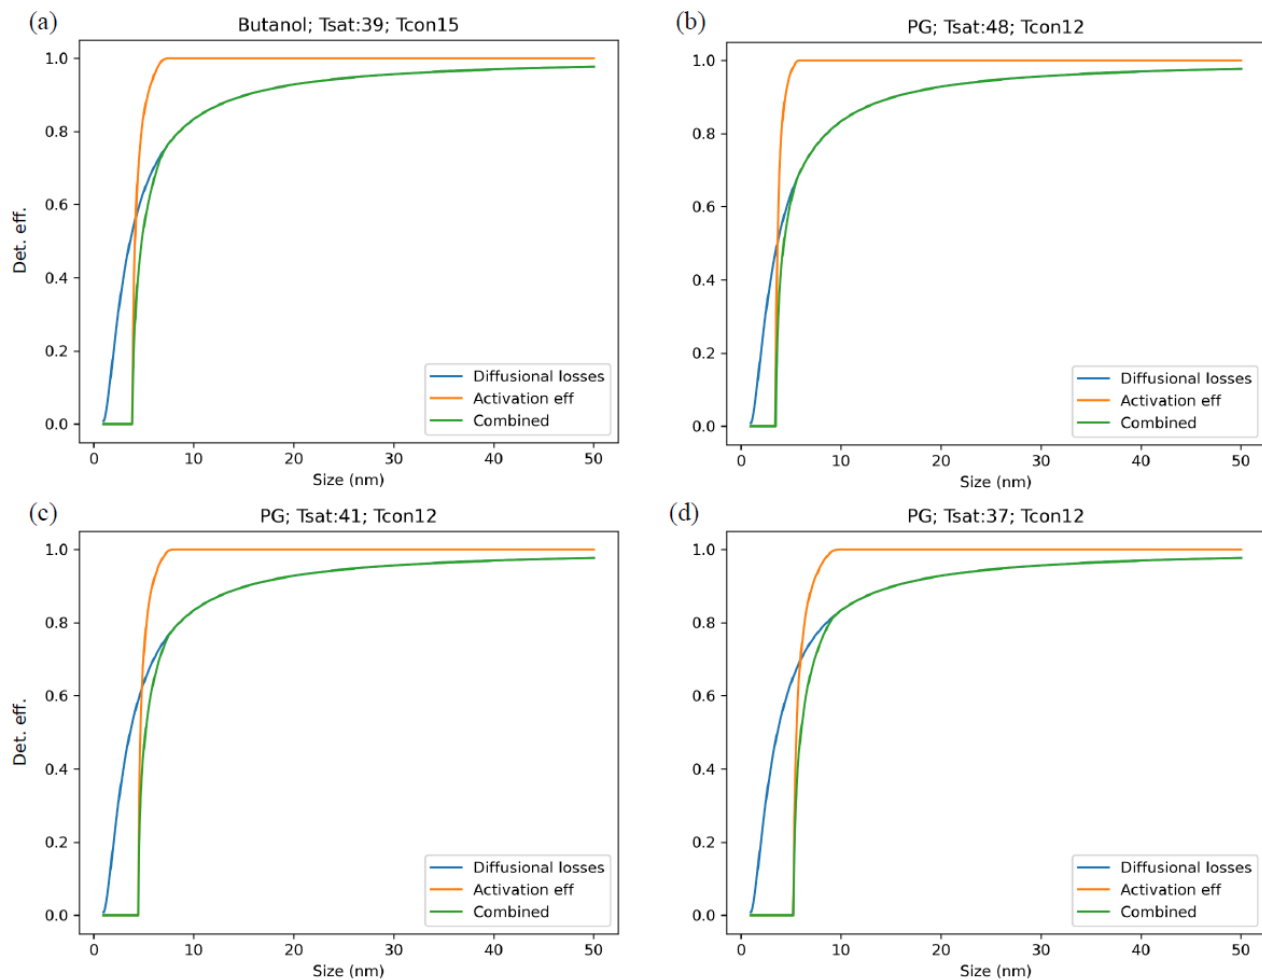 (a)
Butanol; Tsat:39; Tcon15
Det. eff.
1.0
0.8
0.6
0.4
0.2
0.0
Diffusional losses
Activation eff
Combined
0 10 20 30 40 50
Size (nm)
(b)
PG; Tsat:48; Tcon12
1.0
0.8
0.6
0.4
0.2
0.0
Diffusional losses
Activation eff
Combined
0 10 20 30 40 50
Size (nm)
(c)
PG; Tsat:41; Tcon12
Det. eff.
1.0
0.8
0.6
0.4
0.2
0.0
Diffusional losses
Activation eff
Combined
0 10 20 30 40 50
Size (nm)
(d)
PG; Tsat:37; Tcon12
1.0
0.8
0.6
0.4
0.2
0.0
Diffusional losses
Activation eff
Combined
0 10 20 30 40 50
Size (nm)